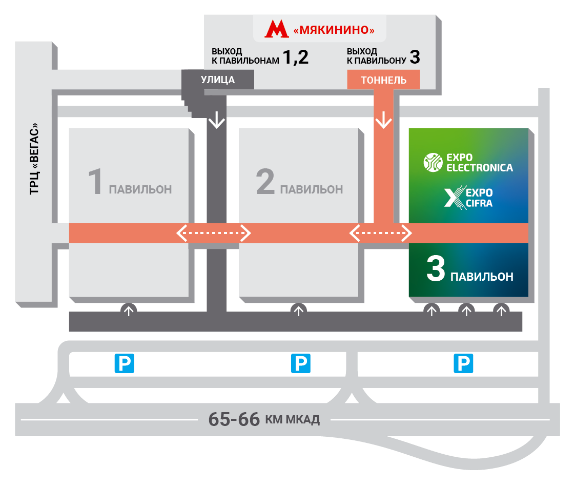 М «МЯКИНИНО»
ВЫХОД
К ПАВИЛЬОНАМ 1,2
ВЫХОД
К ПАВИЛЬОНУ 3
УЛИЦА
ТОННЕЛЬ
ТРЦ «ВЕГАС»
1 ПАВИЛЬОН
2 ПАВИЛЬОН
EXPO
ELECTRONICA
EXPO
CIFRA
3 ПАВИЛЬОН
P
P
P
65-66 КМ МКАД